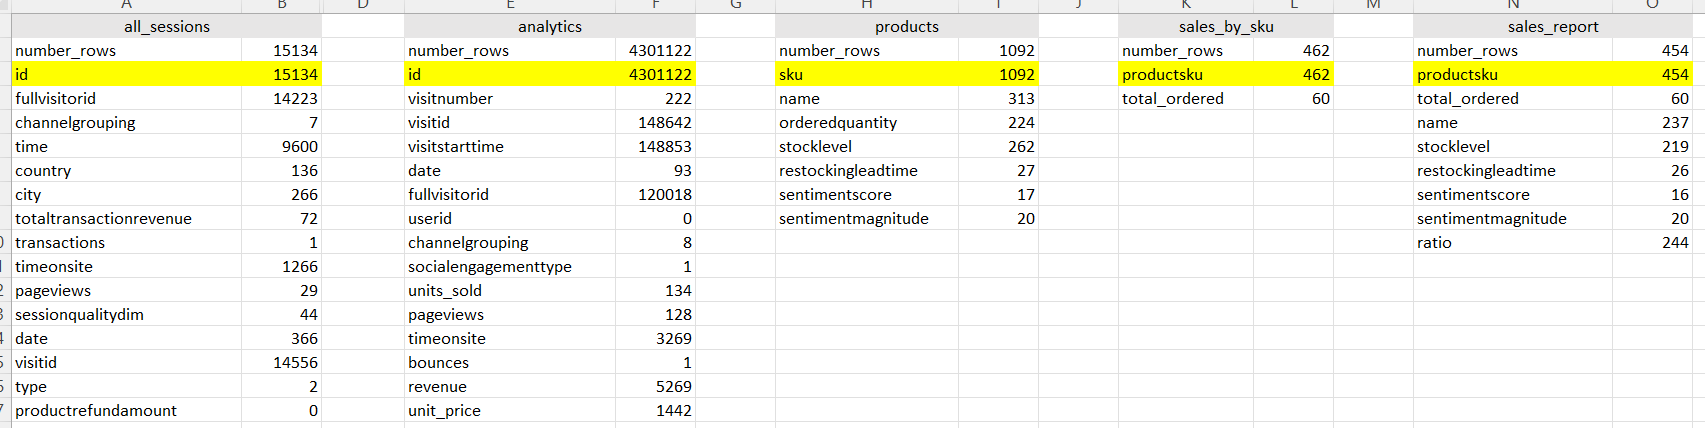 A B D E F G H I J K L M N O
all_sessions analytics products sales_by_sku sales_report
number_rows 15134 number_rows 4301122 number_rows 1092 number_rows 462 number_rows 454
id 15134 id 4301122 sku 1092 productsku 462 productsku 454
fullvisitorid 14223 visitnumber 222 name 313 total_ordered 60 total_ordered 60
channelgrouping 7 visitid 148642 orderedquantity 224 name 237
time 9600 visitstarttime 148853 stocklevel 262 stocklevel 219
country 136 date 93 restockingleadtime 27 restockingleadtime 26
city 266 fullvisitorid 120018 sentimentscore 17 sentimentscore 16
totaltransactionrevenue 72 userid 0 sentimentmagnitude 20 sentimentmagnitude 20
transactions 1 channelgrouping 8 ratio 244
timeonsite 1266 socialengagementtype 1
pageviews 29 units_sold 134
sessionqualitydim 44 pageviews 128
date 366 timeonsite 3269
visitid 14556 bounces 1
type 2 revenue 5269
productrefundamount 0 unit_price 1442